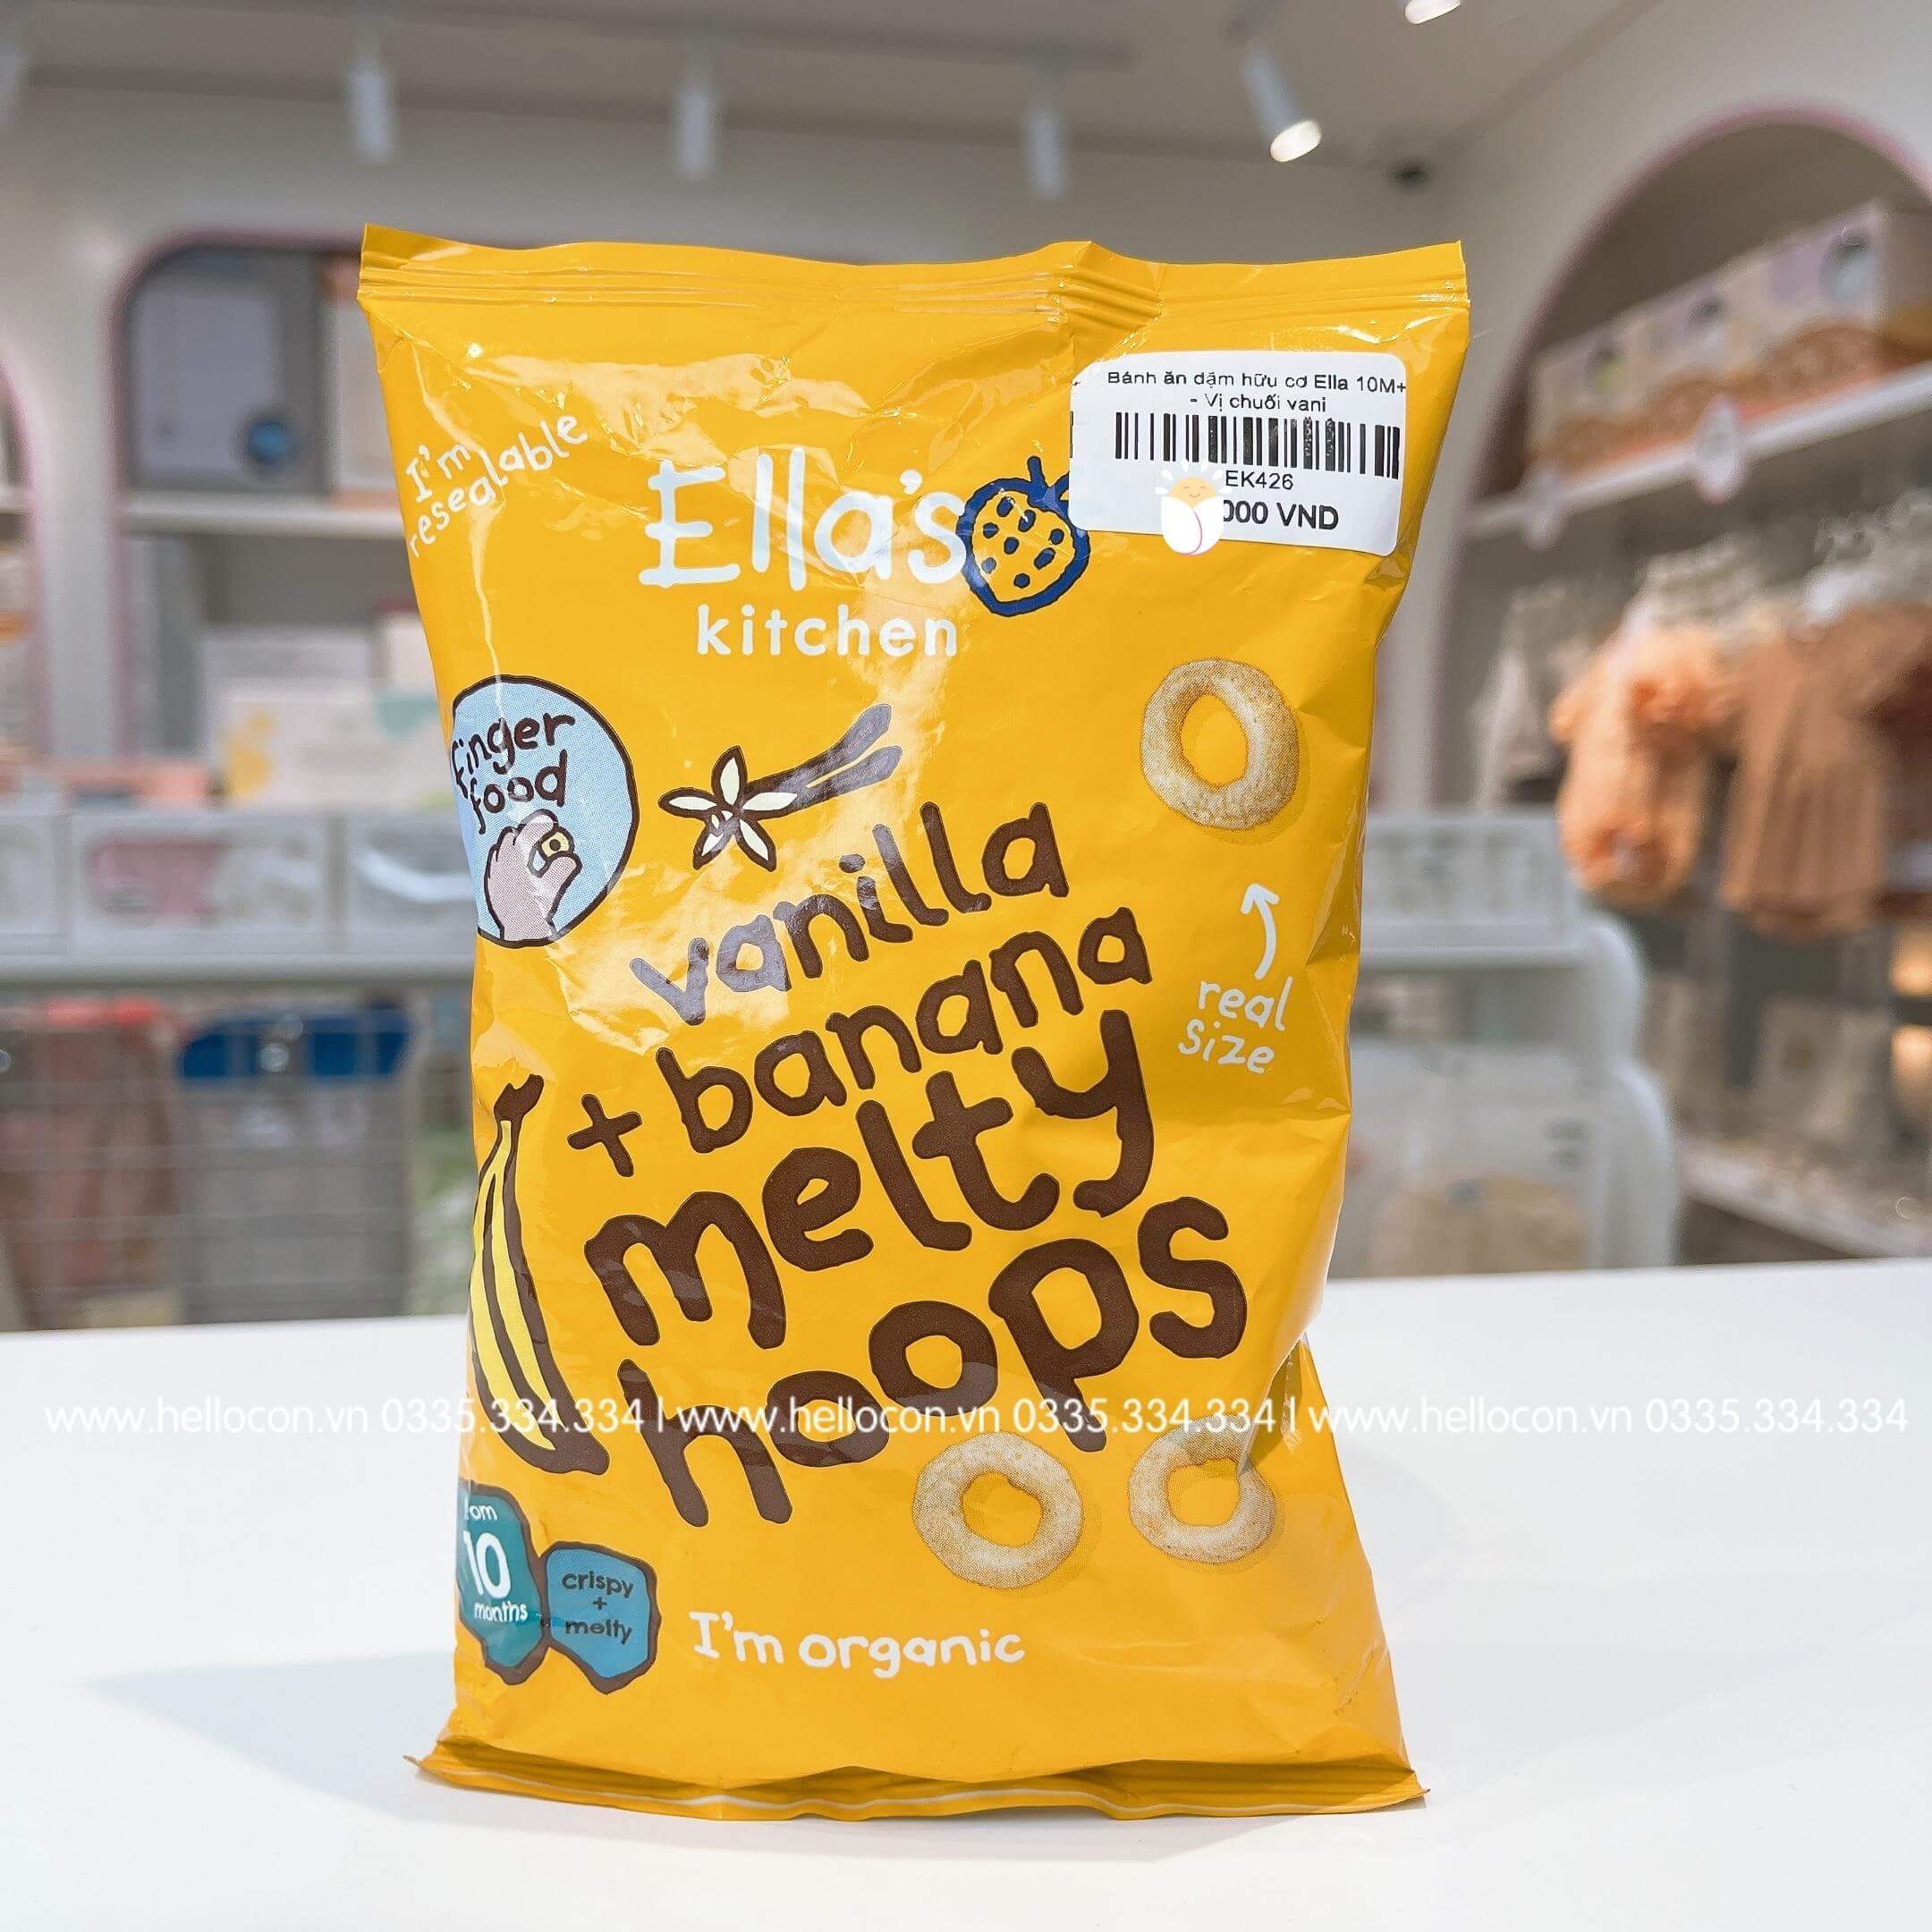 Bánh ăn dặm hữu cơ Ella 10M+
- Vị chuối vani
EK426
000 VND
I'm
resealable
Ella's
kitchen
finger
food
vanilla
+ banana
melty
hoops
real
size
www.hellocon.vn 0335.334.334 | www.hellocon.vn 0335.334.334 | www.hellocon.vn 0335.334.334
from
10
months
crispy
+
melty
I'm organic